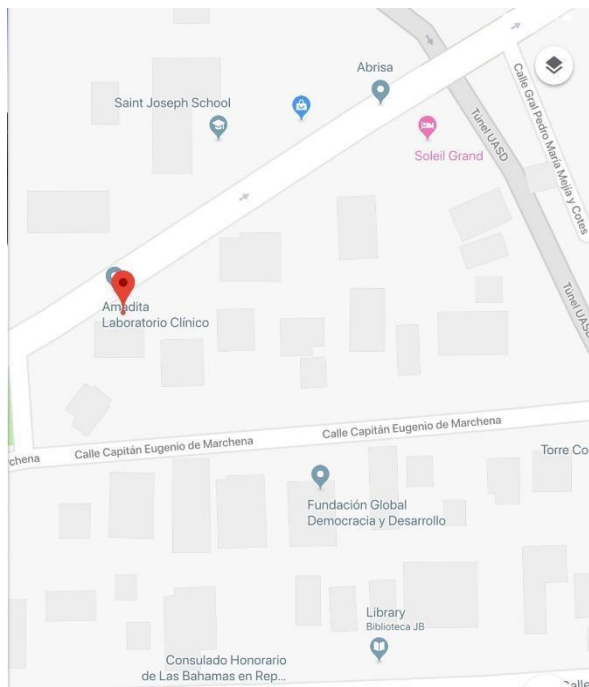 Abrisa
Saint Joseph School
Soleil Grand
Túnel UASD
Calle Gral Pedro María Mejía y Cotes
Túnel UASD
Amadita
Laboratorio Clínico
Calle Capitán Eugenio de Marchena
Calle Capitán Eugenio de Marchena
rchena
Torre Co
Fundación Global
Democracia y Desarrollo
Library
Biblioteca JB
Consulado Honorario
de Las Bahamas en Rep...
Calle